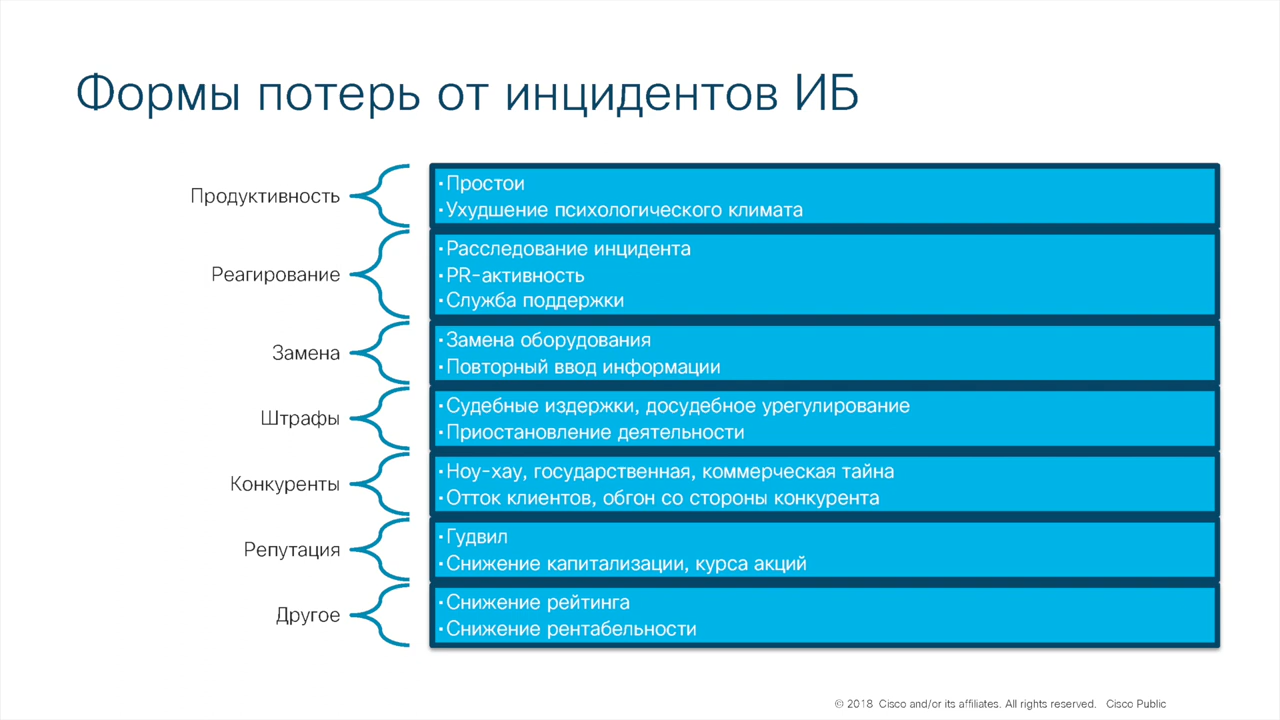 Формы потерь от инцидентов ИБ
Продуктивность
·Простои
·Ухудшение психологического климата
Реагирование
·Расследование инцидента
·PR-активность
·Служба поддержки
Замена
·Замена оборудования
·Повторный ввод информации
Штрафы
·Судебные издержки, досудебное урегулирование
·Приостановление деятельности
Конкуренты
·Ноу-хау, государственная, коммерческая тайна
·Отток клиентов, обгон со стороны конкурента
Репутация
·Гудвил
·Снижение капитализации, курса акций
Другое
·Снижение рейтинга
·Снижение рентабельности
© 2018 Cisco and/or its affiliates. All rights reserved. Cisco Public